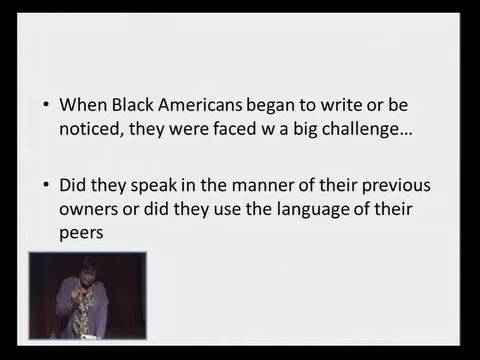 • When Black Americans began to write or be
noticed, they were faced w a big challenge…
• Did they speak in the manner of their previous
owners or did they use the language of their
peers